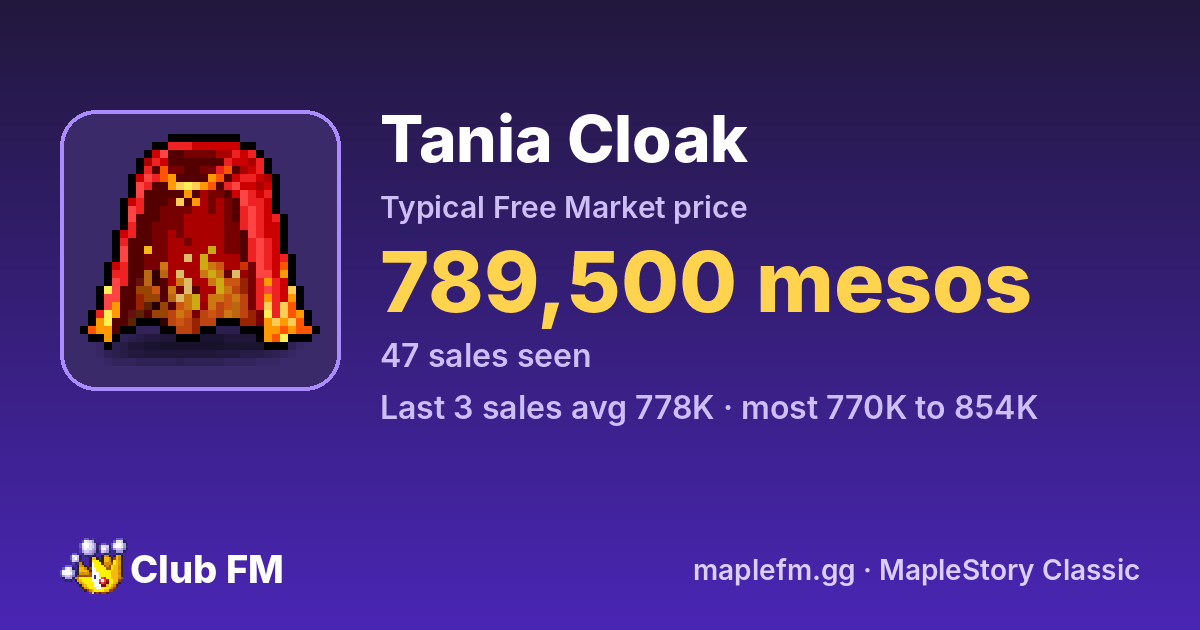 Tania Cloak
Typical Free Market price
789,500 mesos
47 sales seen
Last 3 sales avg 778K · most 770K to 854K
Club FM
maplefm.gg · MapleStory Classic